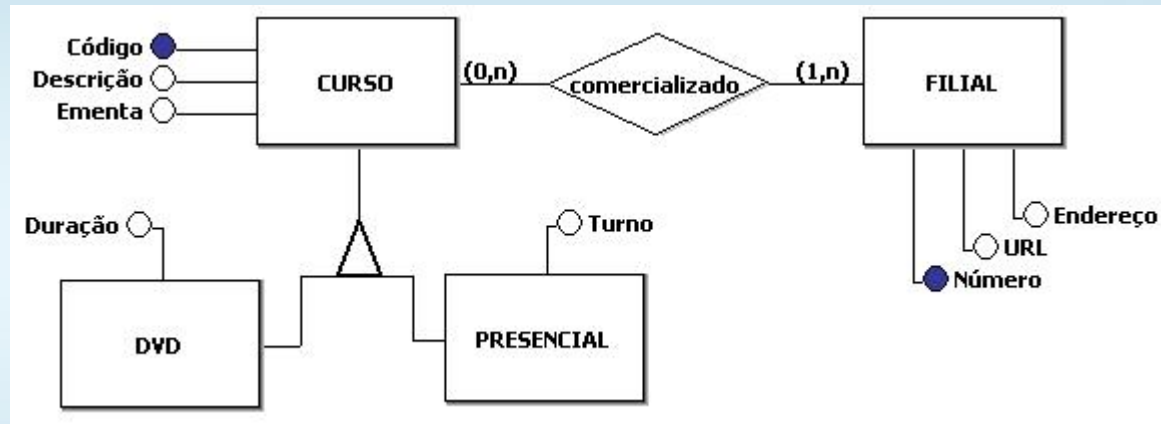 Código
Descrição
Ementa
CURSO
(0,n)
comercializado
(1,n)
FILIAL
Duração
Turno
Endereço
URL
Número
DVD
PRESENCIAL